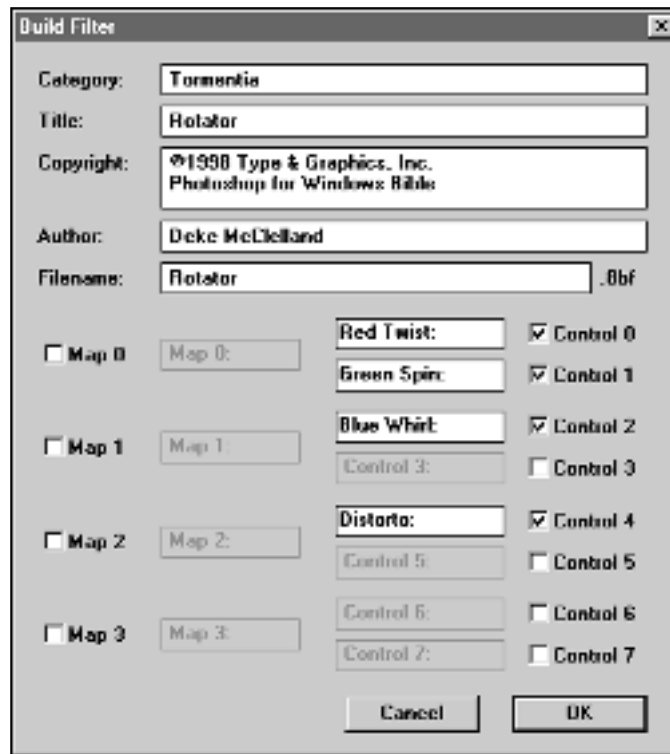 Build Filter
Category: Tormentia
Title: Rotator
Copyright: ©1998 Type & Graphics, Inc.
Photoshop for Windows Bible
Author: Deke McClelland
Filename: Rotator .8bf
Map 0 Map 0: Red Twist: Control 0
Green Spin: Control 1
Map 1 Map 1: Blue Whirl: Control 2
Control 3: Control 3
Map 2 Map 2: Distorto: Control 4
Control 5: Control 5
Map 3 Map 3: Control 6: Control 6
Control 7: Control 7
Cancel OK